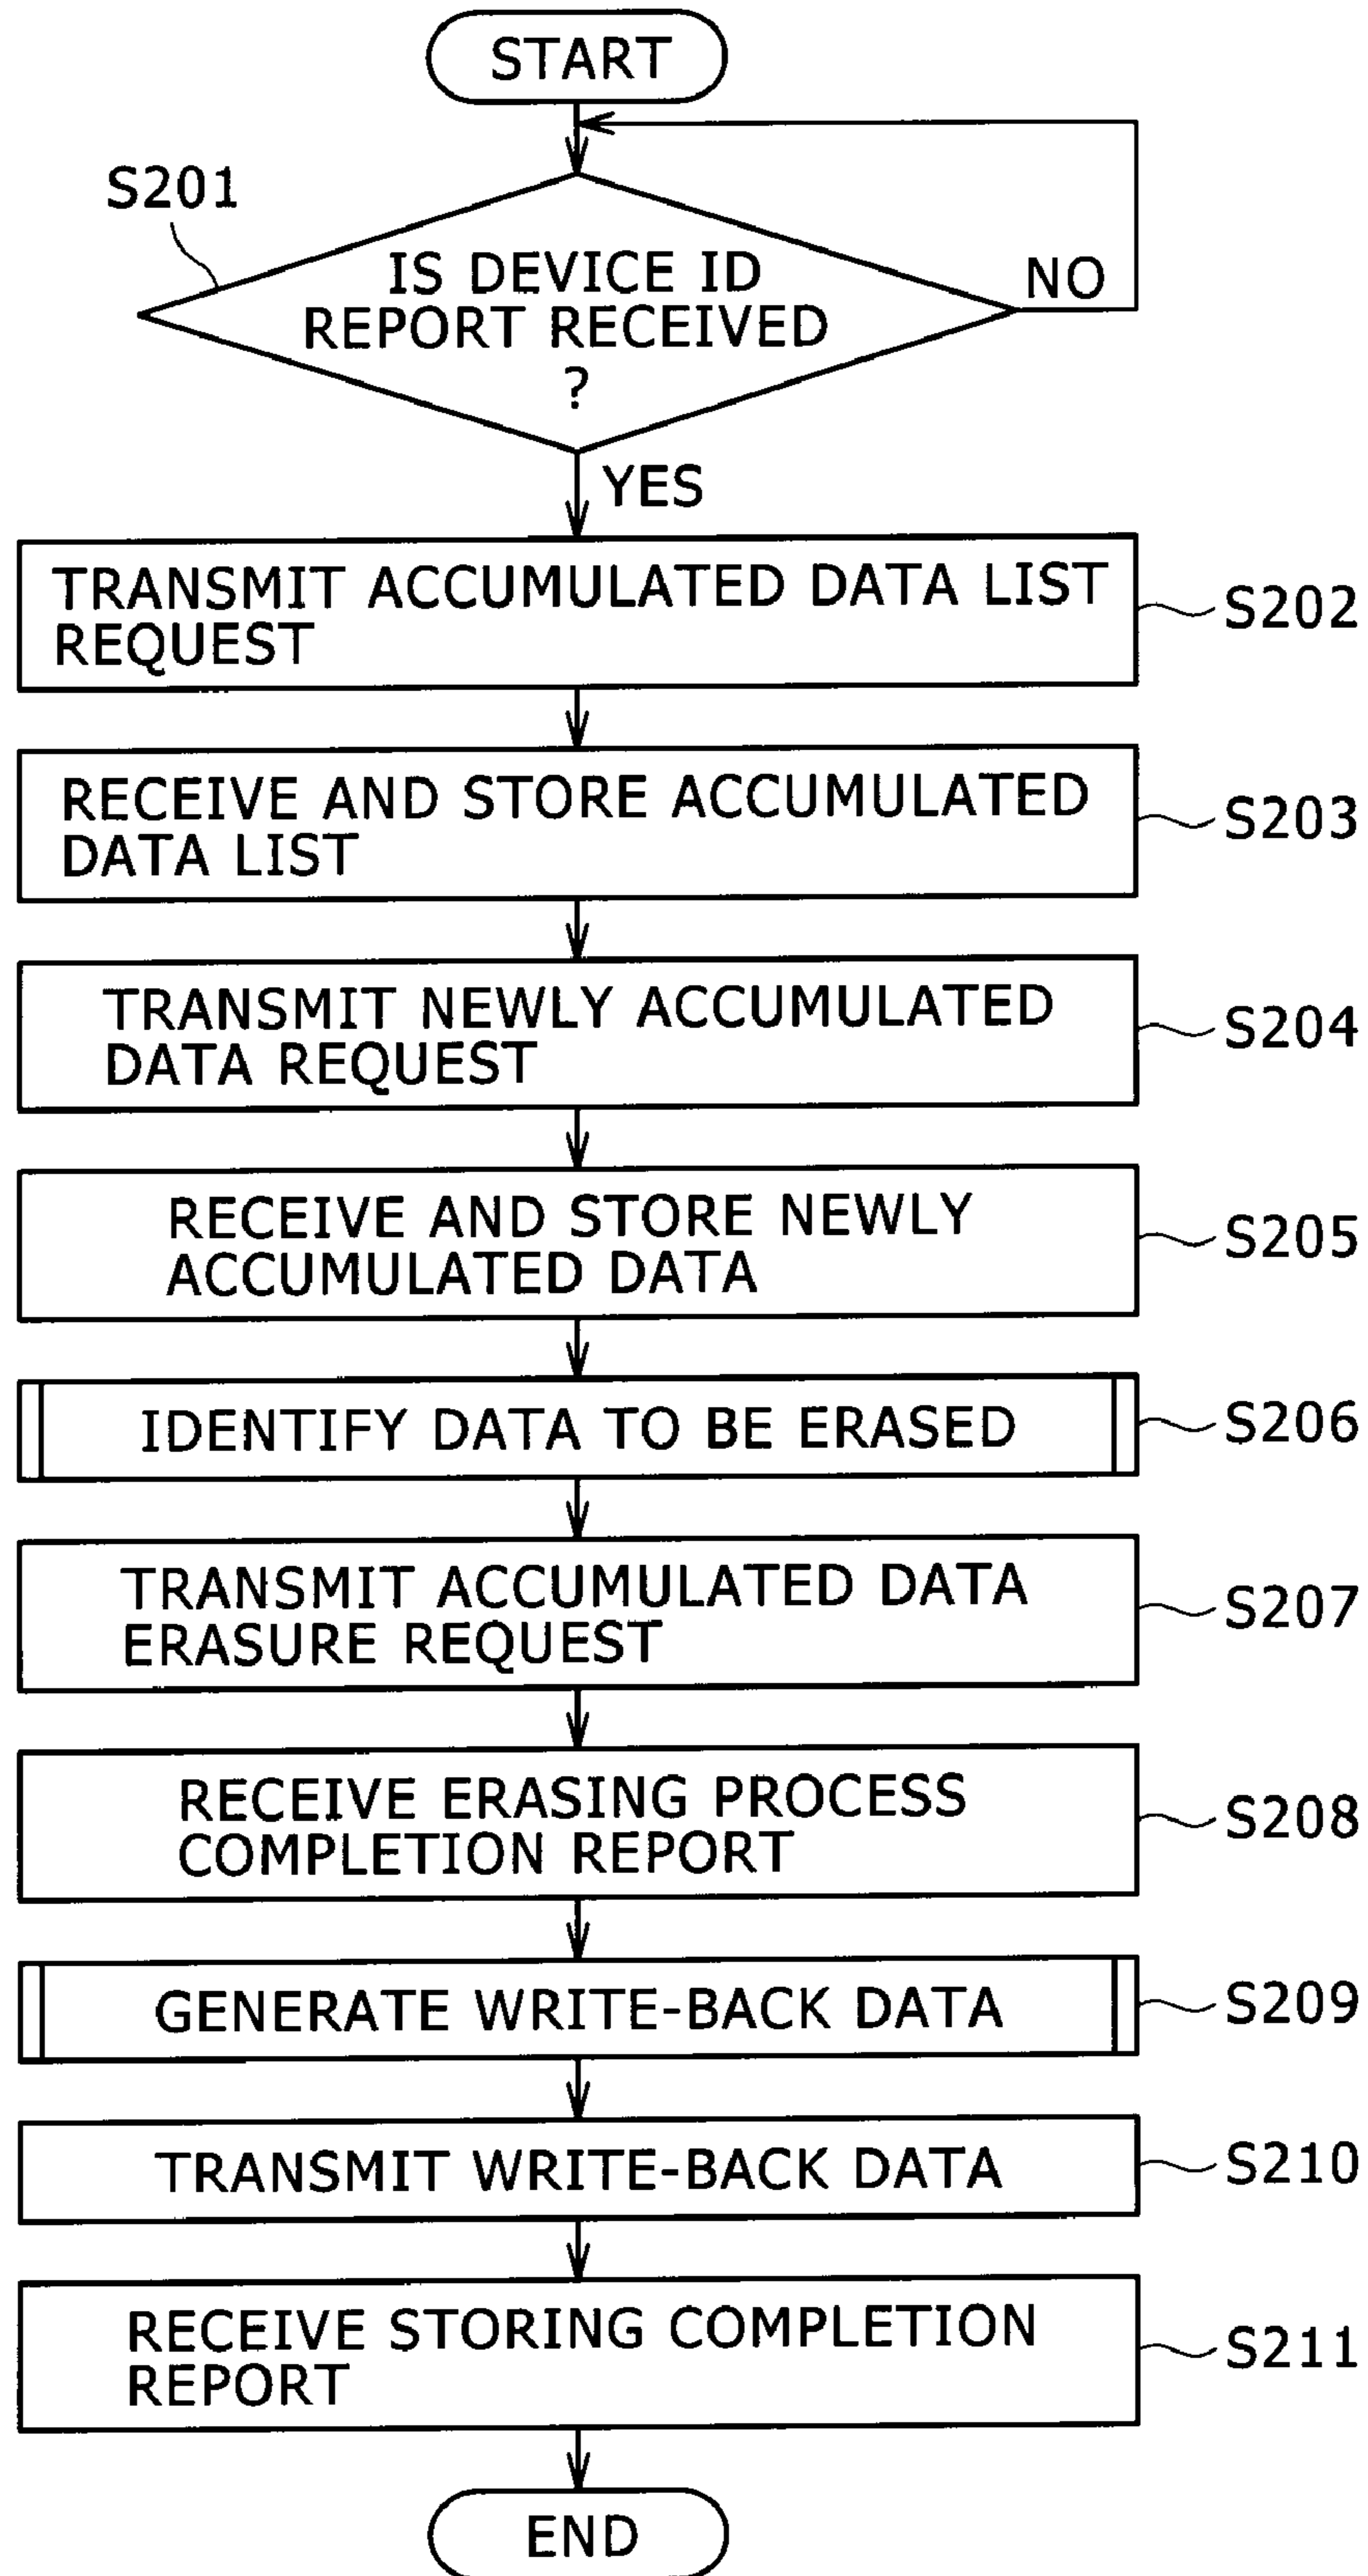 START
S201
IS DEVICE ID
REPORT RECEIVED
?
NO
YES
TRANSMIT ACCUMULATED DATA LIST
REQUEST
S202
RECEIVE AND STORE ACCUMULATED
DATA LIST
S203
TRANSMIT NEWLY ACCUMULATED
DATA REQUEST
S204
RECEIVE AND STORE NEWLY
ACCUMULATED DATA
S205
IDENTIFY DATA TO BE ERASED
S206
TRANSMIT ACCUMULATED DATA
ERASURE REQUEST
S207
RECEIVE ERASING PROCESS
COMPLETION REPORT
S208
GENERATE WRITE-BACK DATA
S209
TRANSMIT WRITE-BACK DATA
S210
RECEIVE STORING COMPLETION
REPORT
S211
END